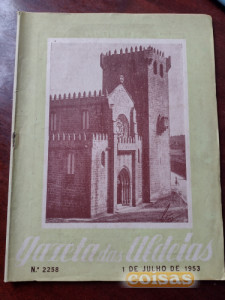 Gazeta das Aldeias
N.º 2258 1 DE JULHO DE 1953
coisas